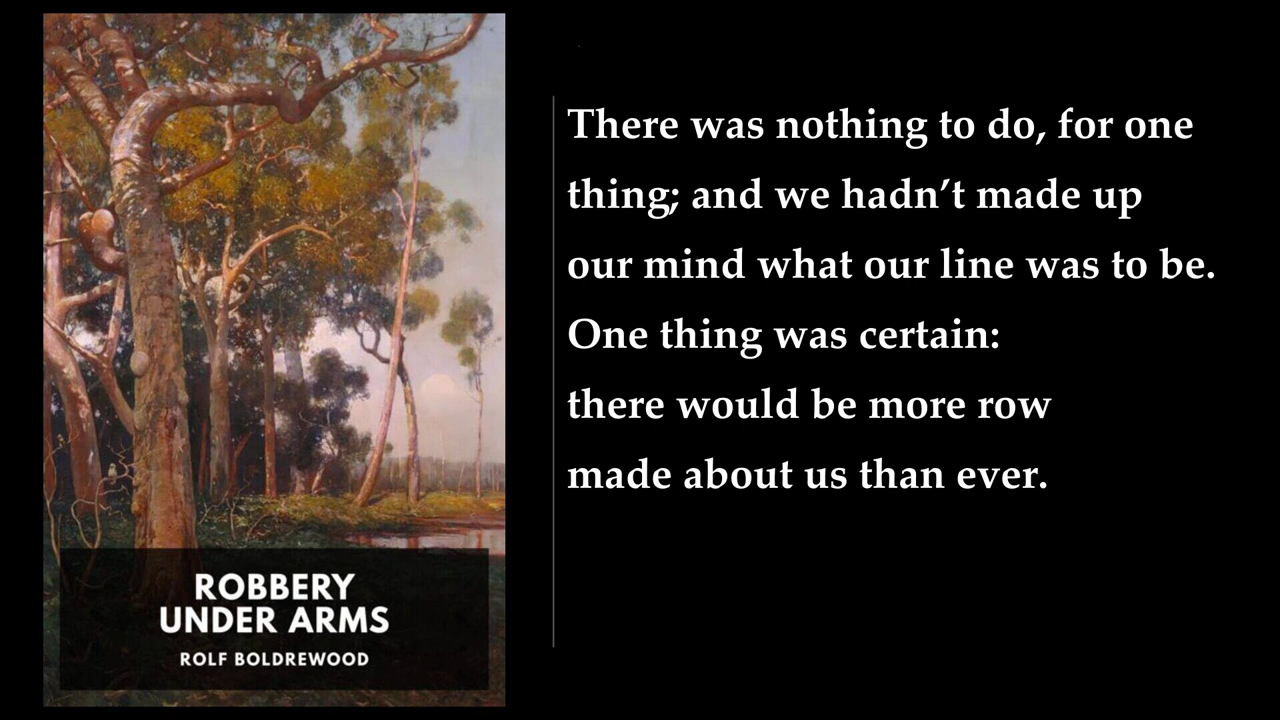 There was nothing to do, for one
thing; and we hadn’t made up
our mind what our line was to be.
One thing was certain:
there would be more row
made about us than ever.
ROBBERY
UNDER ARMS
ROLF BOLDREWOOD